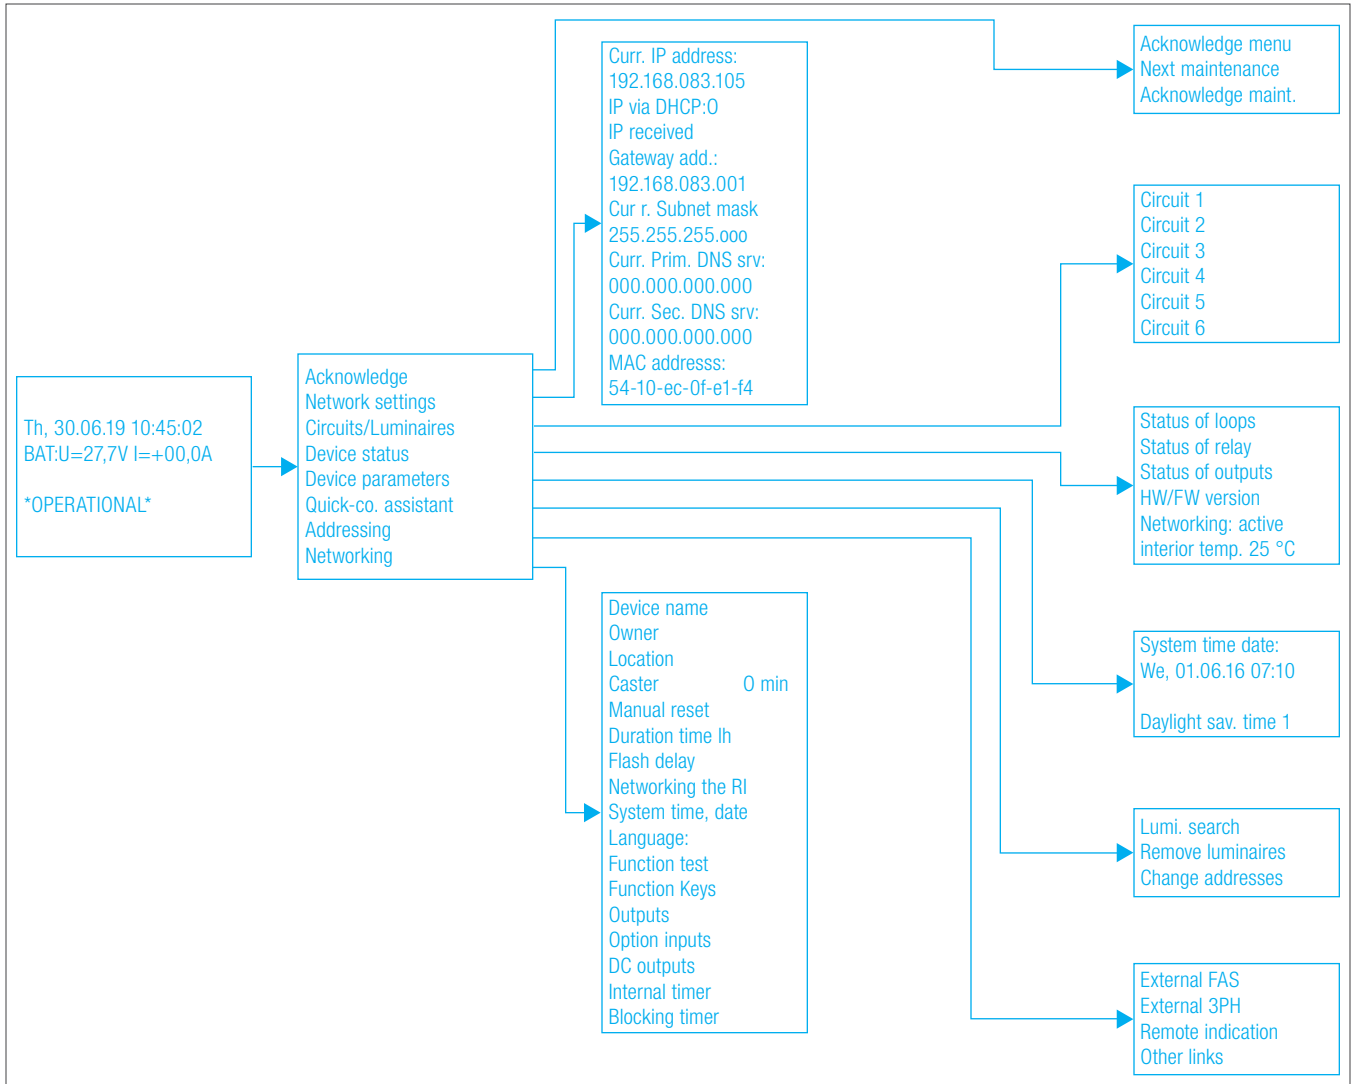 Th, 30.06.19 10:45:02
BAT:U=27,7V I=+00,0A
*OPERATIONAL*
Acknowledge
Network settings
Circuits/Luminaires
Device status
Device parameters
Quick-co. assistant
Addressing
Networking
Curr. IP address:
192.168.083.105
IP via DHCP:O
IP received
Gateway add.:
192.168.083.001
Cur r. Subnet mask
255.255.255.ooo
Curr. Prim. DNS srv:
000.000.000.000
Curr. Sec. DNS srv:
000.000.000.000
MAC addresss:
54-10-ec-0f-e1-f4
Device name
Owner
Location
Caster O min
Manual reset
Duration time lh
Flash delay
Networking the RI
System time, date
Language:
Function test
Function Keys
Outputs
Option inputs
DC outputs
Internal timer
Blocking timer
Acknowledge menu
Next maintenance
Acknowledge maint.
Circuit 1
Circuit 2
Circuit 3
Circuit 4
Circuit 5
Circuit 6
Status of loops
Status of relay
Status of outputs
HW/FW version
Networking: active
interior temp. 25 °C
System time date:
We, 01.06.16 07:10
Daylight sav. time 1
Lumi. search
Remove luminaires
Change addresses
External FAS
External 3PH
Remote indication
Other links